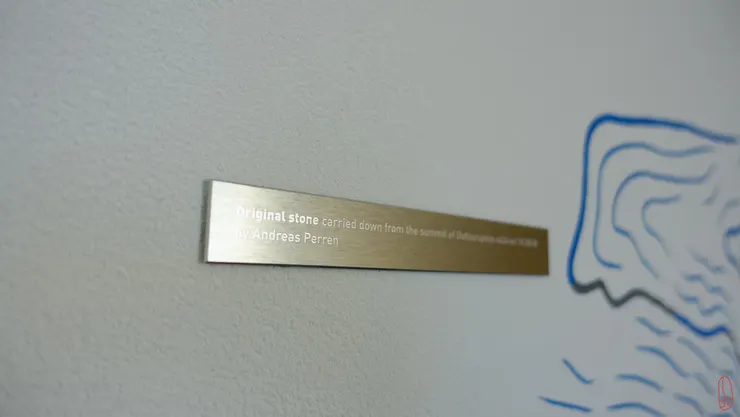 Original stone carried down from the summit of
by Andreas Perren